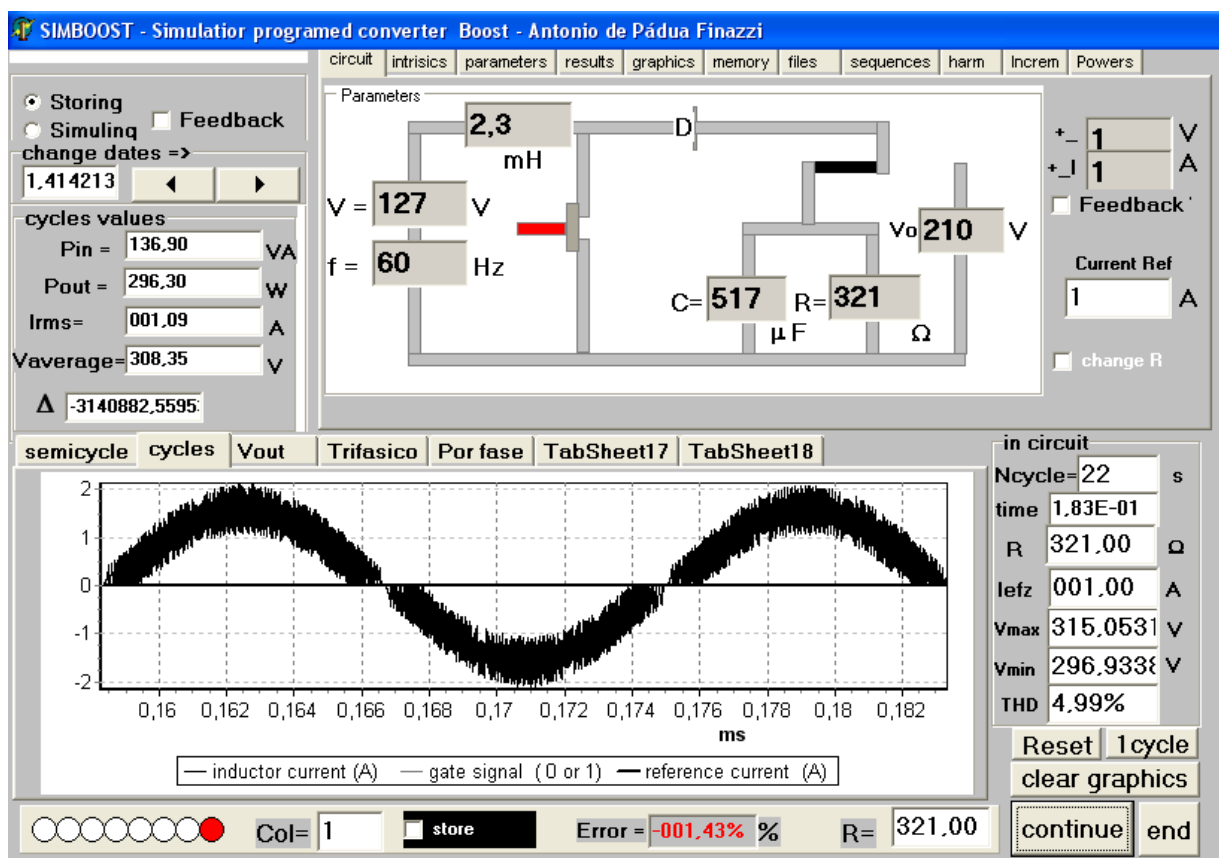 SIMBOOST - Simulatior programed converter Boost - Antonio de Pádua Finazzi
circuit intrisics parameters results graphics memory files sequences harm Increm Powers
Storing
Simuling
Feedback
change dates =>
1,414213
cycles values
Pin = 136,90 VA
Pout = 296,30 W
Irms= 001,09 A
Vaverage= 308,35 V
Δ -3140882,5595
Parameters
2,3
mH
D
V = 127 V
f = 60 Hz
C= 517 μF
R= 321 Ω
Vo 210 V
+_ 1 V
+_I 1 A
Feedback '
Current Ref
1 A
change R
semicycle cycles Vout Trifasico Por fase TabSheet17 TabSheet18
2
1
0
-1
-2
0,16 0,162 0,164 0,166 0,168 0,17 0,172 0,174 0,176 0,178 0,18 0,182
ms
inductor current (A) gate signal (0 or 1) reference current (A)
in circuit
Ncycle= 22 s
time 1,83E-01
R 321,00 Ω
Iefz 001,00 A
Vmax 315,0531 V
Vmin 296,9338 V
THD 4,99%
Reset 1cycle
clear graphics
continue end
Col= 1
store
Error = -001,43% %
R= 321,00